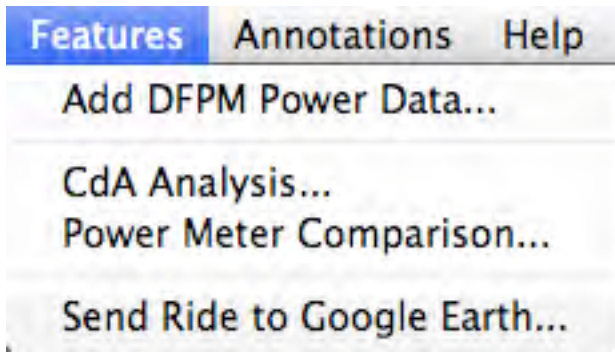 Features Annotations Help
Add DFPM Power Data...
CdA Analysis...
Power Meter Comparison...
Send Ride to Google Earth...